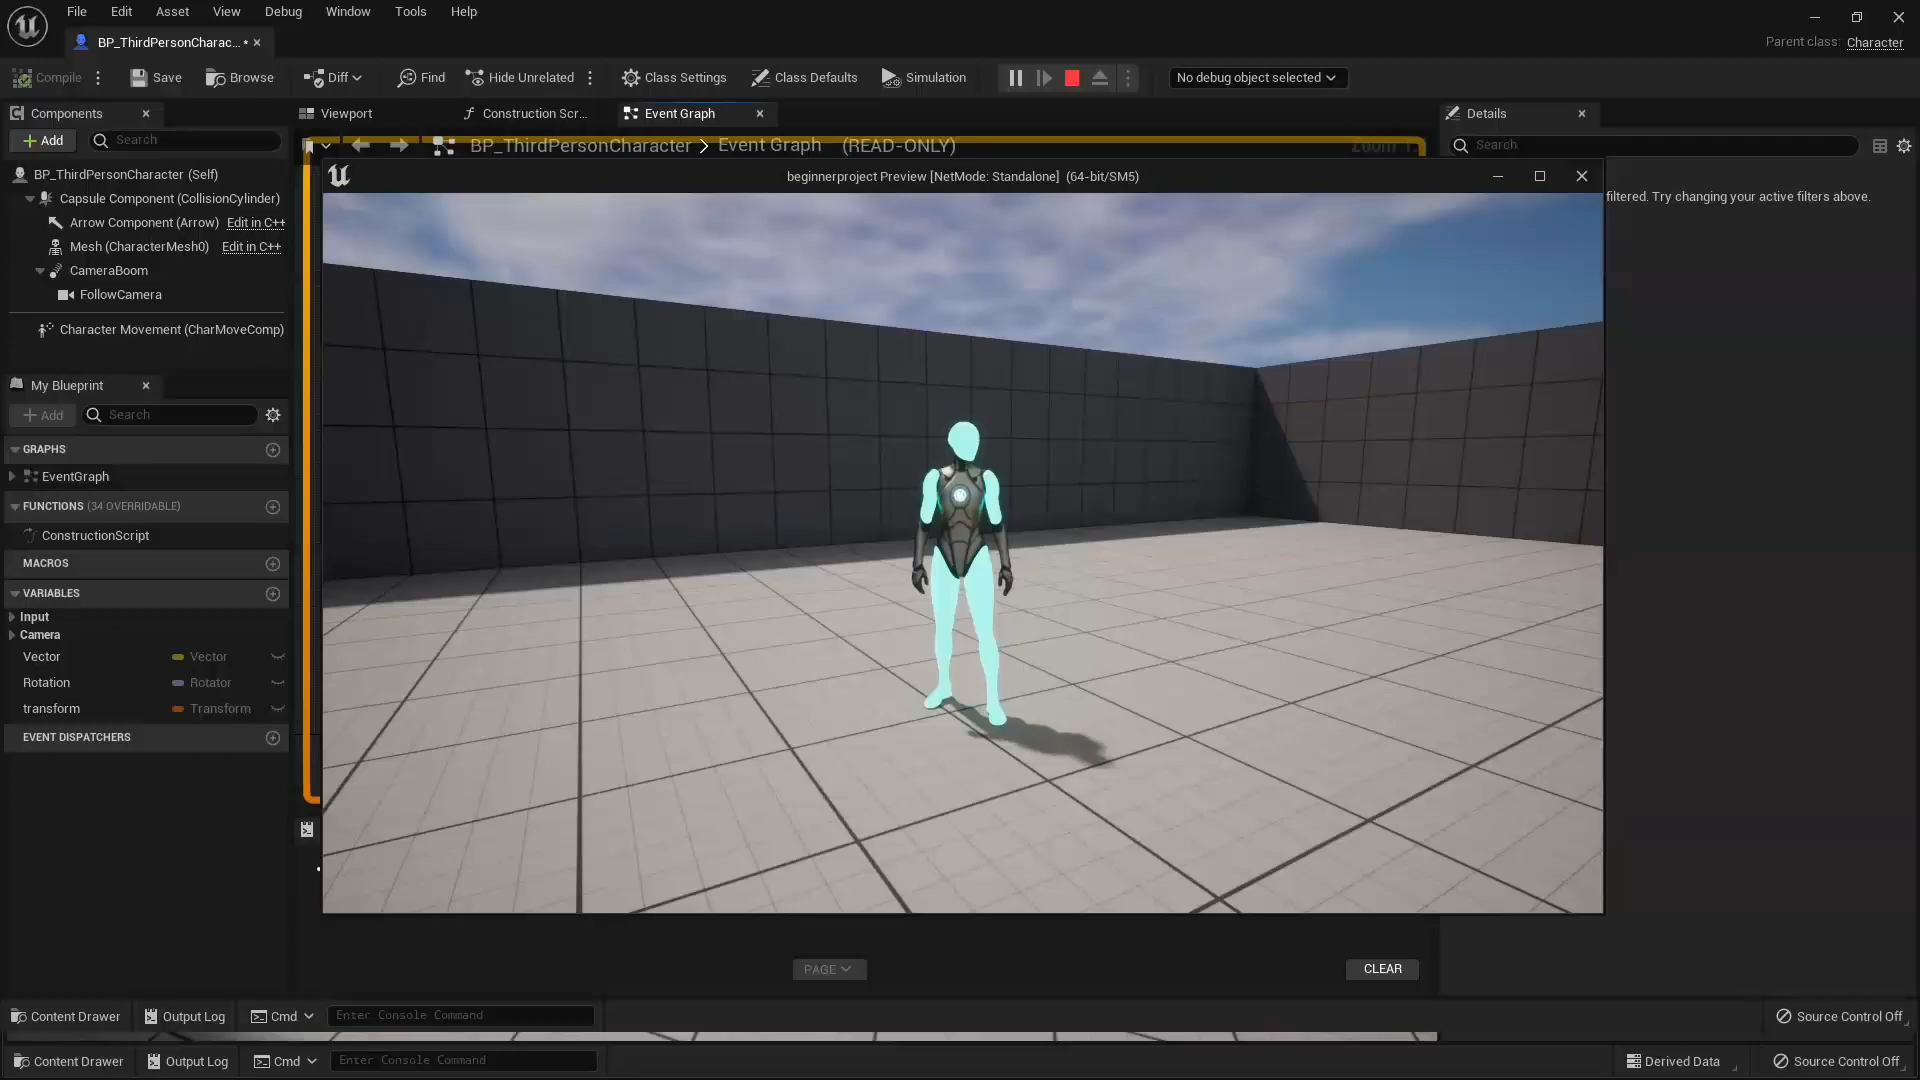 File Edit Asset View Debug Window Tools Help
BP_ThirdPersonCharac... •
Parent class: Character
Compile Save Browse Diff Find Hide Unrelated Class Settings Class Defaults Simulation No debug object selected
Components Viewport Construction Scr... Event Graph Details
Add Search
BP_ThirdPersonCharacter > Event Graph (READ-ONLY)
Search
BP_ThirdPersonCharacter (Self)
beginnerproject Preview [NetMode: Standalone] (64-bit/SM5)
Capsule Component (CollisionCylinder)
filtered. Try changing your active filters above.
Arrow Component (Arrow) Edit in C++
Mesh (CharacterMesh0) Edit in C++
CameraBoom
FollowCamera
Character Movement (CharMoveComp)
My Blueprint
Add Search
GRAPHS
EventGraph
FUNCTIONS (34 OVERRIDABLE)
ConstructionScript
MACROS
VARIABLES
Input
Camera
Vector Vector
Rotation Rotator
transform Transform
EVENT DISPATCHERS
PAGE CLEAR
Content Drawer Output Log Cmd Enter Console Command Source Control Off
Content Drawer Output Log Cmd Enter Console Command Derived Data Source Control Off